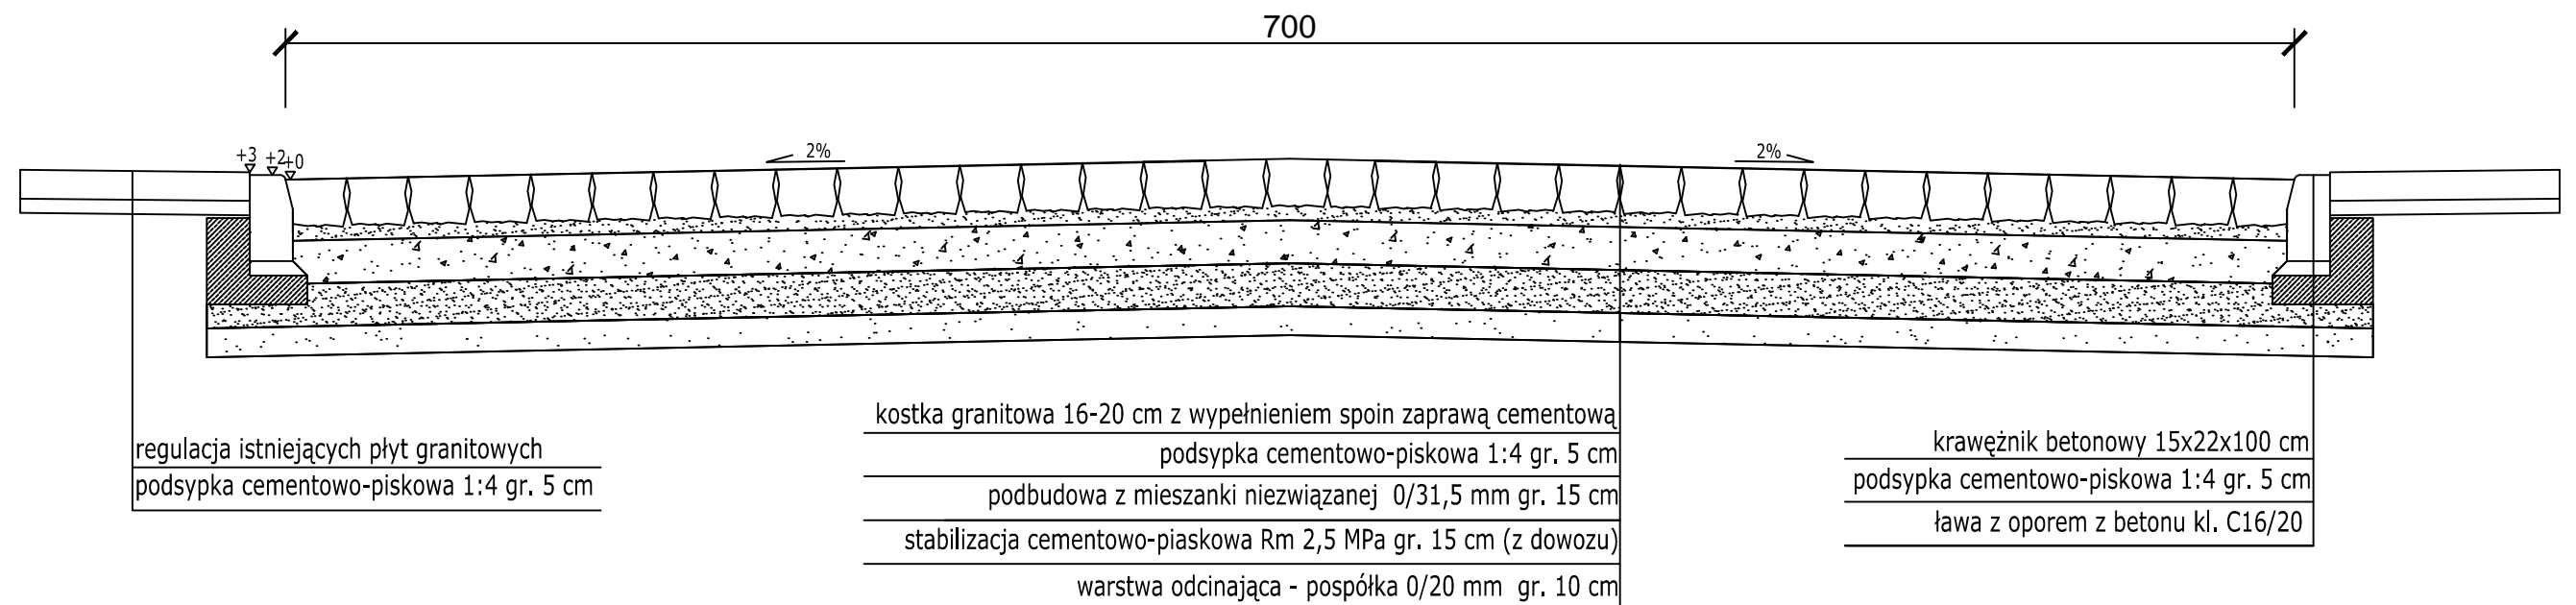 700
+3 +2 +0
2%
2%
regulacja istniejących płyt granitowych
podsypka cementowo-piskowa 1:4 gr. 5 cm
kostka granitowa 16-20 cm z wypełnieniem spoin zaprawą cementową
podsypka cementowo-piskowa 1:4 gr. 5 cm
podbudowa z mieszanki niezwiązanej 0/31,5 mm gr. 15 cm
stabilizacja cementowo-piaskowa Rm 2,5 MPa gr. 15 cm (z dowozu)
warstwa odcinająca - pospółka 0/20 mm gr. 10 cm
krawężnik betonowy 15x22x100 cm
podsypka cementowo-piskowa 1:4 gr. 5 cm
ława z oporem z betonu kl. C16/20